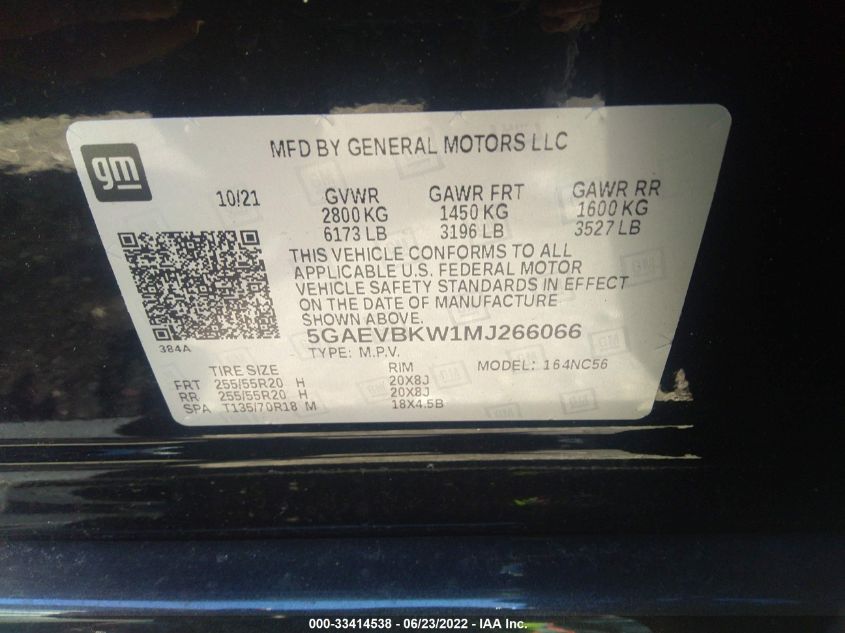 gm
MFD BY GENERAL MOTORS LLC
10/21 GVWR GAWR FRT GAWR RR
2800 KG 1450 KG 1600 KG
6173 LB 3196 LB 3527 LB
THIS VEHICLE CONFORMS TO ALL
APPLICABLE U.S. FEDERAL MOTOR
VEHICLE SAFETY STANDARDS IN EFFECT
ON THE DATE OF MANUFACTURE
SHOWN ABOVE.
384A
5GAEVBKW1MJ266066
TYPE: M.P.V. MODEL: 164NC56
TIRE SIZE RIM
FRT 255/55R20 H 20X8J
RR 255/55R20 H 20X8J
SPA T135/70R18 M 18X4.5B
000-33414538 - 06/23/2022 - IAA Inc.